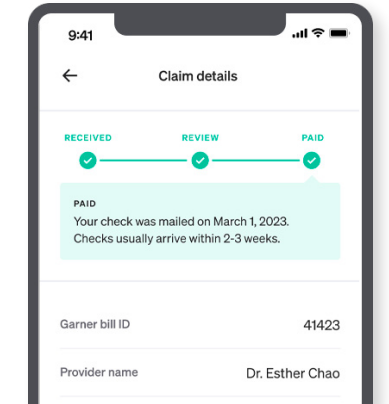 9:41
Claim details
RECEIVED REVIEW PAID
PAID
Your check was mailed on March 1, 2023.
Checks usually arrive within 2-3 weeks.
Garner bill ID 41423
Provider name Dr. Esther Chao